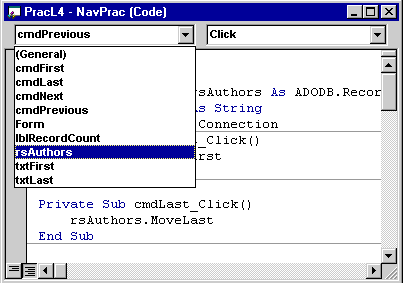 PracL4 - NavPrac (Code)
cmdPrevious Click
(General)
cmdFirst
cmdLast
cmdNext
cmdPrevious
Form
lblRecordCount
rsAuthors
txtFirst
txtLast
rsAuthors As ADODB.Recor
As String
Connection
_Click()
rst
Private Sub cmdLast_Click()
rsAuthors.MoveLast
End Sub